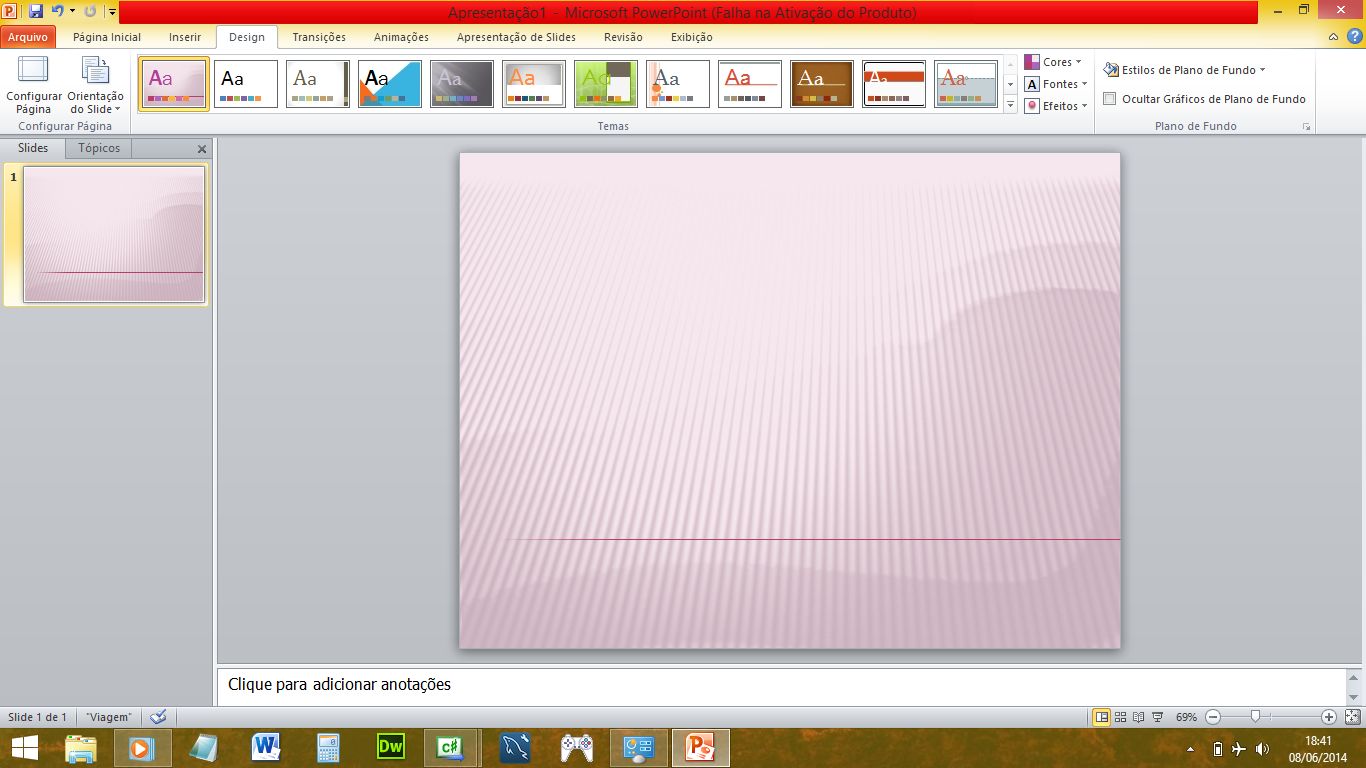 Apresentação1 - Microsoft PowerPoint (Falha na Ativação do Produto)
Arquivo Página Inicial Inserir Design Transições Animações Apresentação de Slides Revisão Exibição
Configurar Página
Orientação do Slide
Configurar Página
Aa Aa Aa Aa Aa Aa Aa Aa Aa Aa Aa Aa
Temas
Cores
Fontes
Efeitos
Estilos de Plano de Fundo
Ocultar Gráficos de Plano de Fundo
Plano de Fundo
Slides Tópicos
1
Clique para adicionar anotações
Slide 1 de 1 "Viagem" 69%
W Dw c# P
18:41
08/06/2014